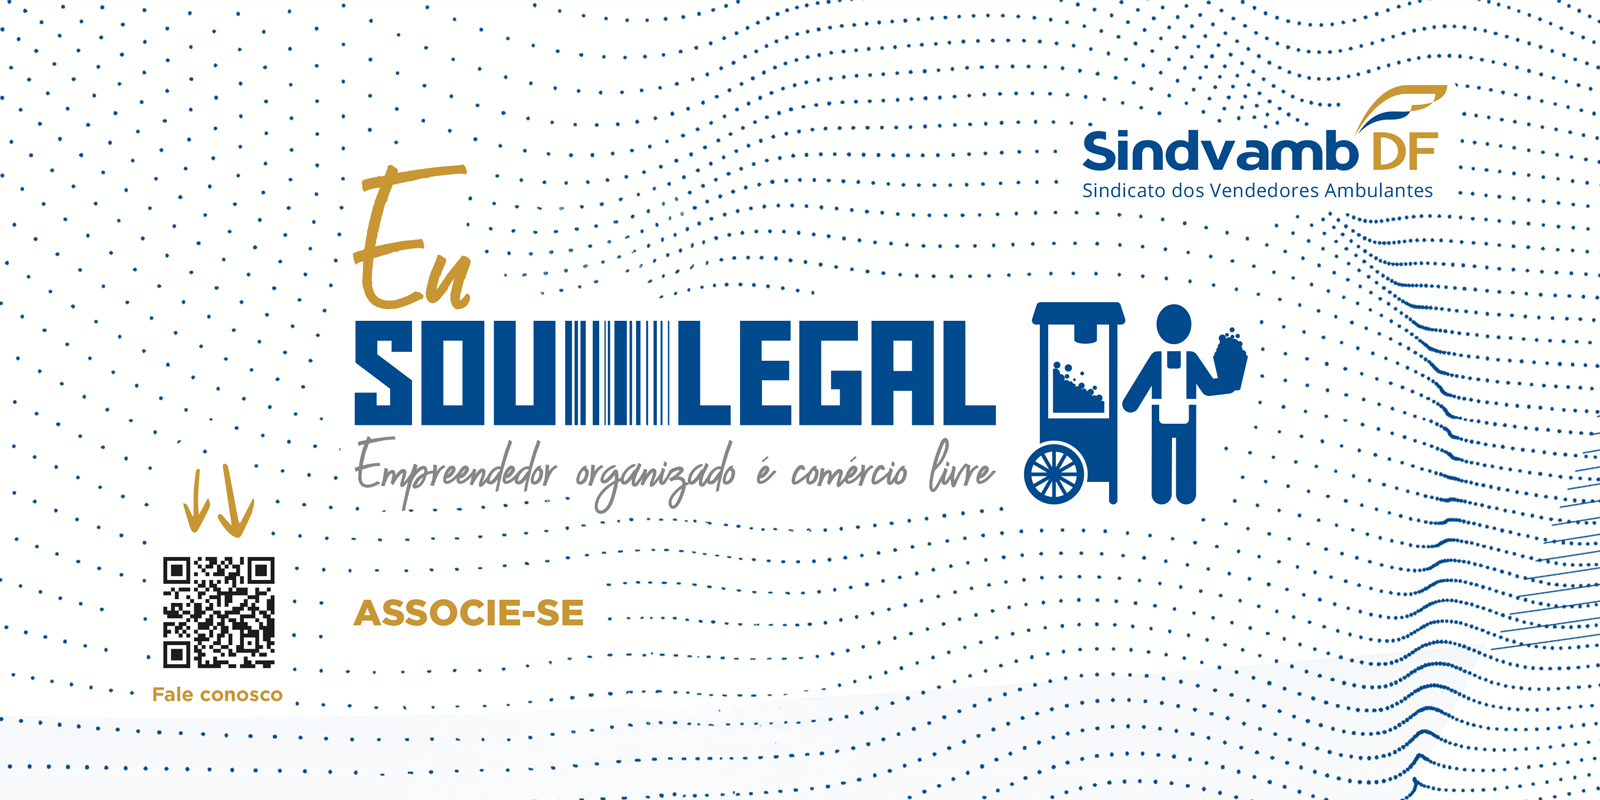 Sindvamb DF
Sindicato dos Vendedores Ambulantes
Eu
SOU LEGAL
Empreendedor organizado é comércio livre
ASSOCIE-SE
Fale conosco